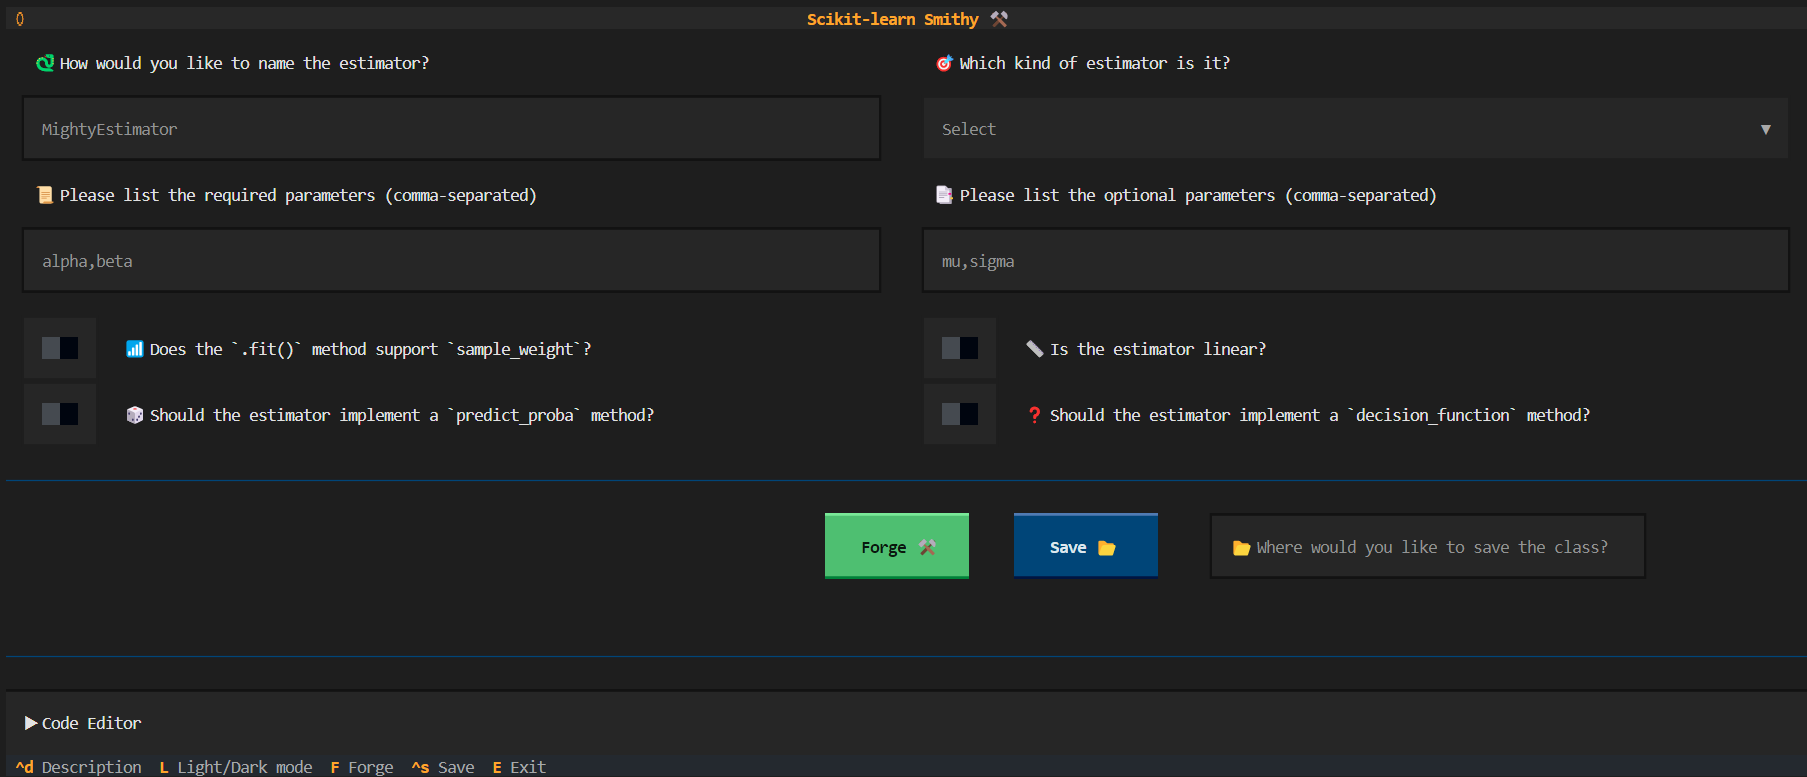 Scikit-learn Smithy
How would you like to name the estimator?
Which kind of estimator is it?
MightyEstimator
Select
Please list the required parameters (comma-separated)
Please list the optional parameters (comma-separated)
alpha,beta
mu,sigma
Does the `.fit()` method support `sample_weight`?
Is the estimator linear?
Should the estimator implement a `predict_proba` method?
Should the estimator implement a `decision_function` method?
Forge
Save
Where would you like to save the class?
Code Editor
^d Description L Light/Dark mode F Forge ^s Save E Exit